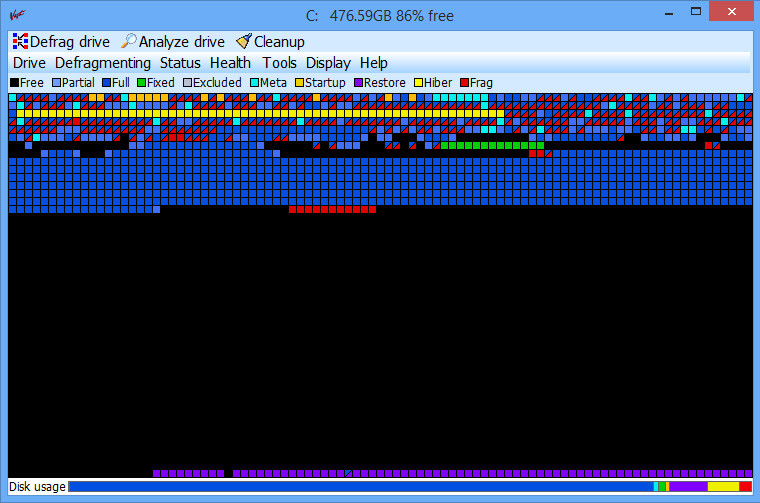 Vopt
C: 476.59GB 86% free
Defrag drive Analyze drive Cleanup
Drive Defragmenting Status Health Tools Display Help
Free Partial Full Fixed Excluded Meta Startup Restore Hiber Frag
Disk usage